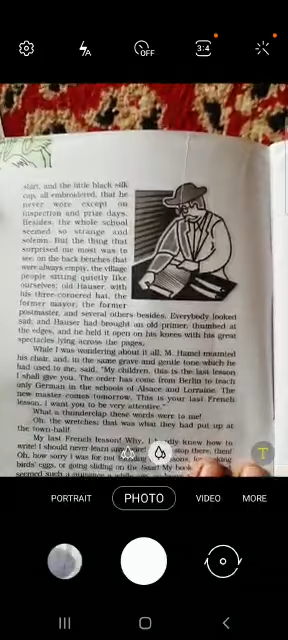 OFF
3:4
shirt, and the little black silk
cap, all embroidered, that he
never wore except on
inspection and prize days.
Besides, the whole school
seemed so strange and
solemn. But the thing that
surprised me most was to
see, on the back benches that
were always empty, the village
people sitting quietly like
ourselves; old Hauser, with
his three-cornered hat, the
former mayor, the former
postmaster, and several others besides. Everybody looked
sad; and Hauser had brought an old primer, thumbed at
the edges, and he held it open on his knees with his great
spectacles lying across the pages.
While I was wondering about it all, M. Hamel mounted
his chair, and, in the same grave and gentle tone which he
had used to me, said, "My children, this is the last lesson
I shall give you. The order has come from Berlin to teach
only German in the schools of Alsace and Lorraine. The
new master comes tomorrow. This is your last French
lesson. I want you to be very attentive."
What a thunderclap these words were to me!
Oh, the wretches; that was what they had put up at
the town-hall!
My last French lesson! Why, I hardly knew how to
write! I should never learn any stop there, then!
Oh, how sorry I was for not
birds' eggs, or going sliding on the Saar! My
T
PORTRAIT PHOTO VIDEO MORE